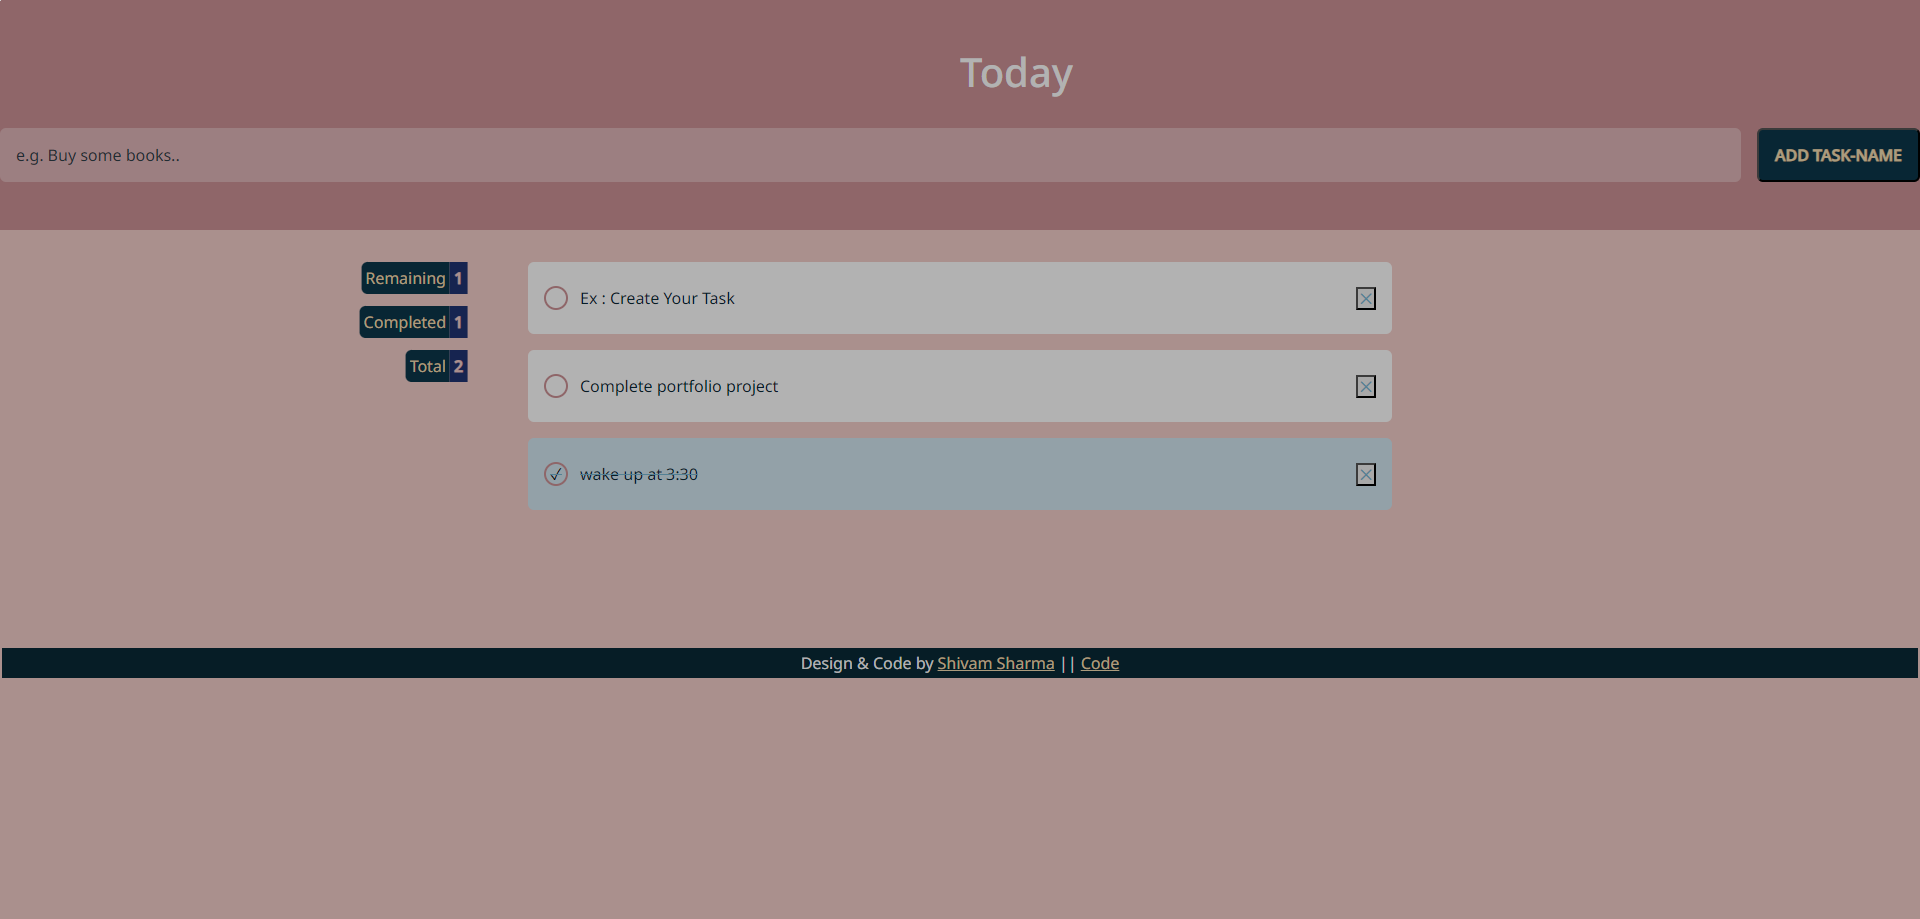 Today
e.g. Buy some books..
ADD TASK-NAME
Remaining 1
Completed 1
Total 2
Ex : Create Your Task
Complete portfolio project
wake up at 3:30
Design & Code by Shivam Sharma || Code